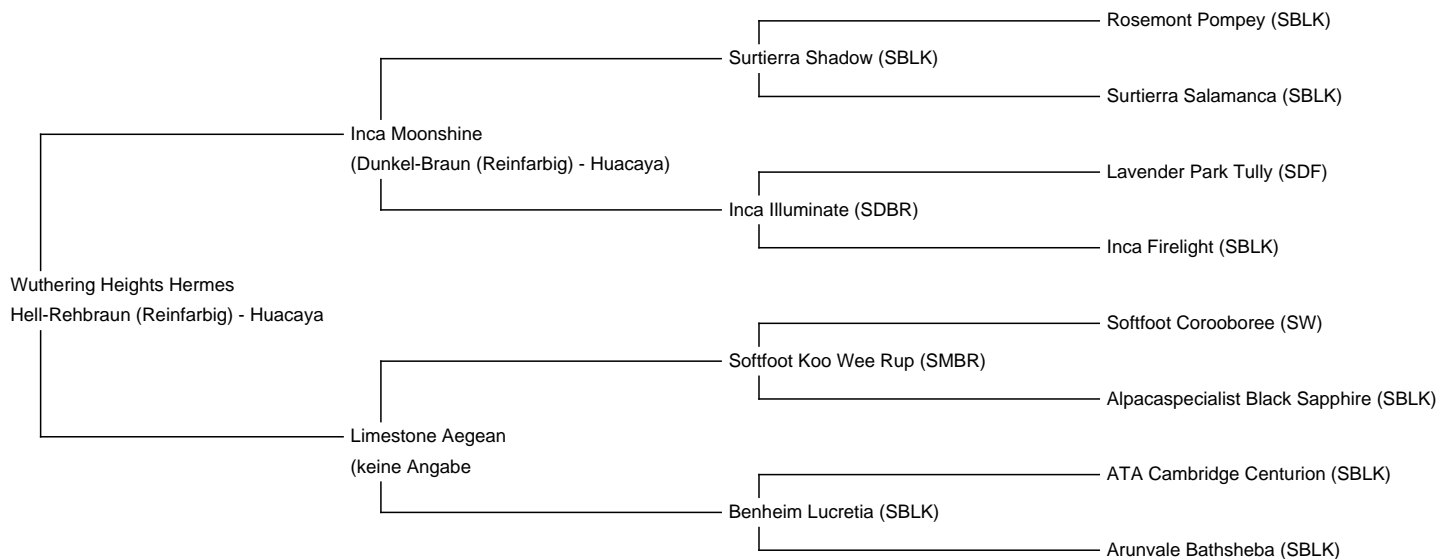 Rosemont Pompey (SBLK)
Surtierra Shadow (SBLK)
Surtierra Salamanca (SBLK)
Inca Moonshine
(Dunkel-Braun (Reinfarbig) - Huacaya)
Lavender Park Tully (SDF)
Inca Illuminate (SDBR)
Inca Firelight (SBLK)
Wuthering Heights Hermes
Hell-Rehbraun (Reinfarbig) - Huacaya
Softfoot Corooboree (SW)
Softfoot Koo Wee Rup (SMBR)
Alpacaspecialist Black Sapphire (SBLK)
Limestone Aegean
(keine Angabe
ATA Cambridge Centurion (SBLK)
Benheim Lucretia (SBLK)
Arunvale Bathsheba (SBLK)